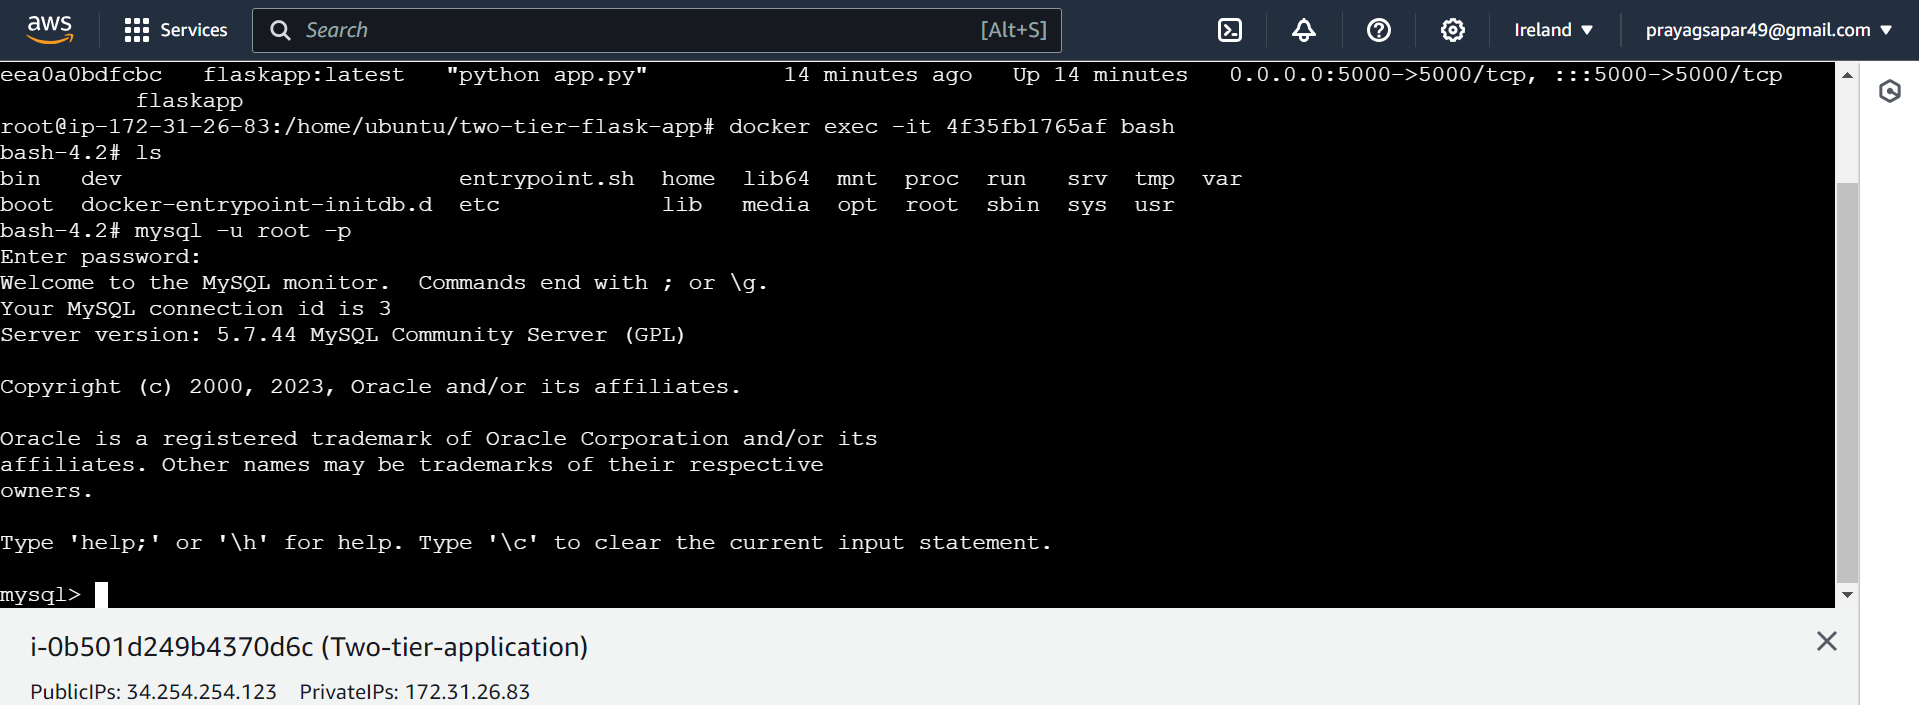 aws Services Search [Alt+S] Ireland ▼ prayagsapar49@gmail.com ▼
eea0a0bdfcbc flaskapp:latest "python app.py" 14 minutes ago Up 14 minutes 0.0.0.0:5000->5000/tcp, :::5000->5000/tcp
flaskapp
root@ip-172-31-26-83:/home/ubuntu/two-tier-flask-app# docker exec -it 4f35fb1765af bash
bash-4.2# ls
bin dev entrypoint.sh home lib64 mnt proc run srv tmp var
boot docker-entrypoint-initdb.d etc lib media opt root sbin sys usr
bash-4.2# mysql -u root -p
Enter password:
Welcome to the MySQL monitor. Commands end with ; or \g.
Your MySQL connection id is 3
Server version: 5.7.44 MySQL Community Server (GPL)
Copyright (c) 2000, 2023, Oracle and/or its affiliates.
Oracle is a registered trademark of Oracle Corporation and/or its
affiliates. Other names may be trademarks of their respective
owners.
Type 'help;' or '\h' for help. Type '\c' to clear the current input statement.
mysql>
i-0b501d249b4370d6c (Two-tier-application)
PublicIPs: 34.254.254.123 PrivateIPs: 172.31.26.83